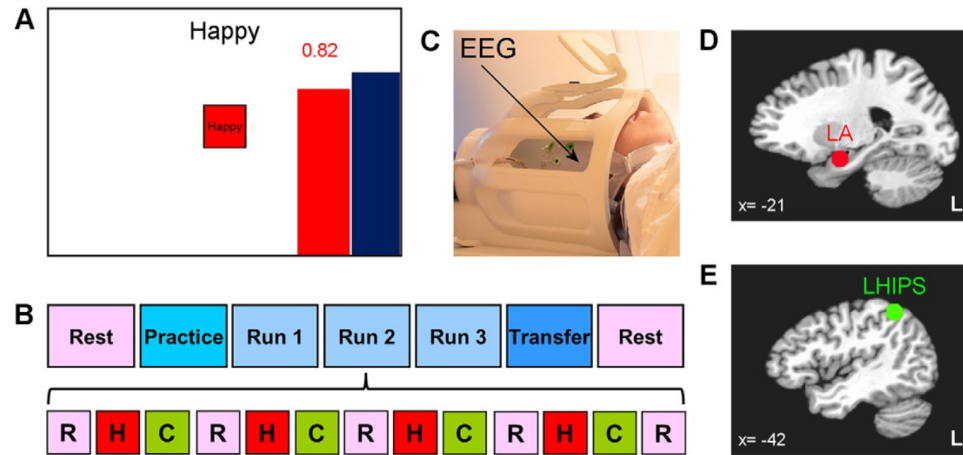 A
Happy
0.82
Happy
B
Rest Practice Run 1 Run 2 Run 3 Transfer Rest
R H C R H C R H C R H C R
C
EEG
D
LA
x= -21 L
E
LHIPS
x= -42 L